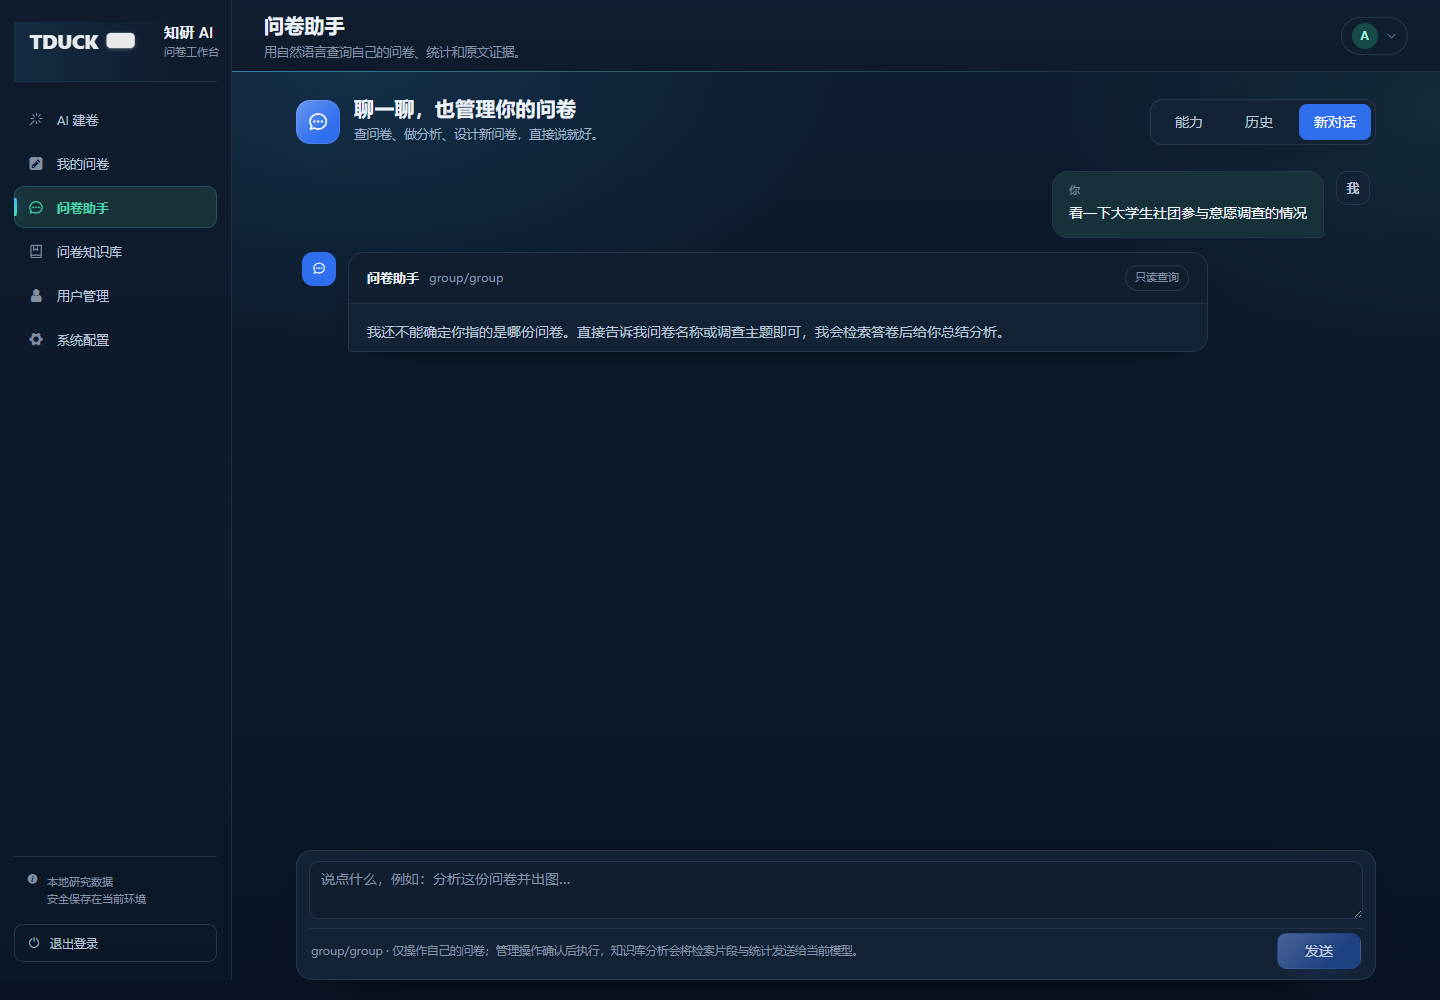 TDUCK
知研 AI
问卷工作台
AI 建卷
我的问卷
问卷助手
问卷知识库
用户管理
系统配置
本地研究数据
安全保存在当前环境
退出登录
问卷助手
用自然语言查询自己的问卷、统计和原文证据。
A
聊一聊，也管理你的问卷
查问卷、做分析、设计新问卷，直接说就好。
能力
历史
新对话
你
看一下大学生社团参与意愿调查的情况
我
问卷助手 group/group
只读查询
我还不能确定你指的是哪份问卷。直接告诉我问卷名称或调查主题即可，我会检索答卷后给你总结分析。
说点什么，例如：分析这份问卷并出图...
group/group · 仅操作自己的问卷；管理操作确认后执行，知识库分析会将检索片段与统计发送给当前模型。
发送